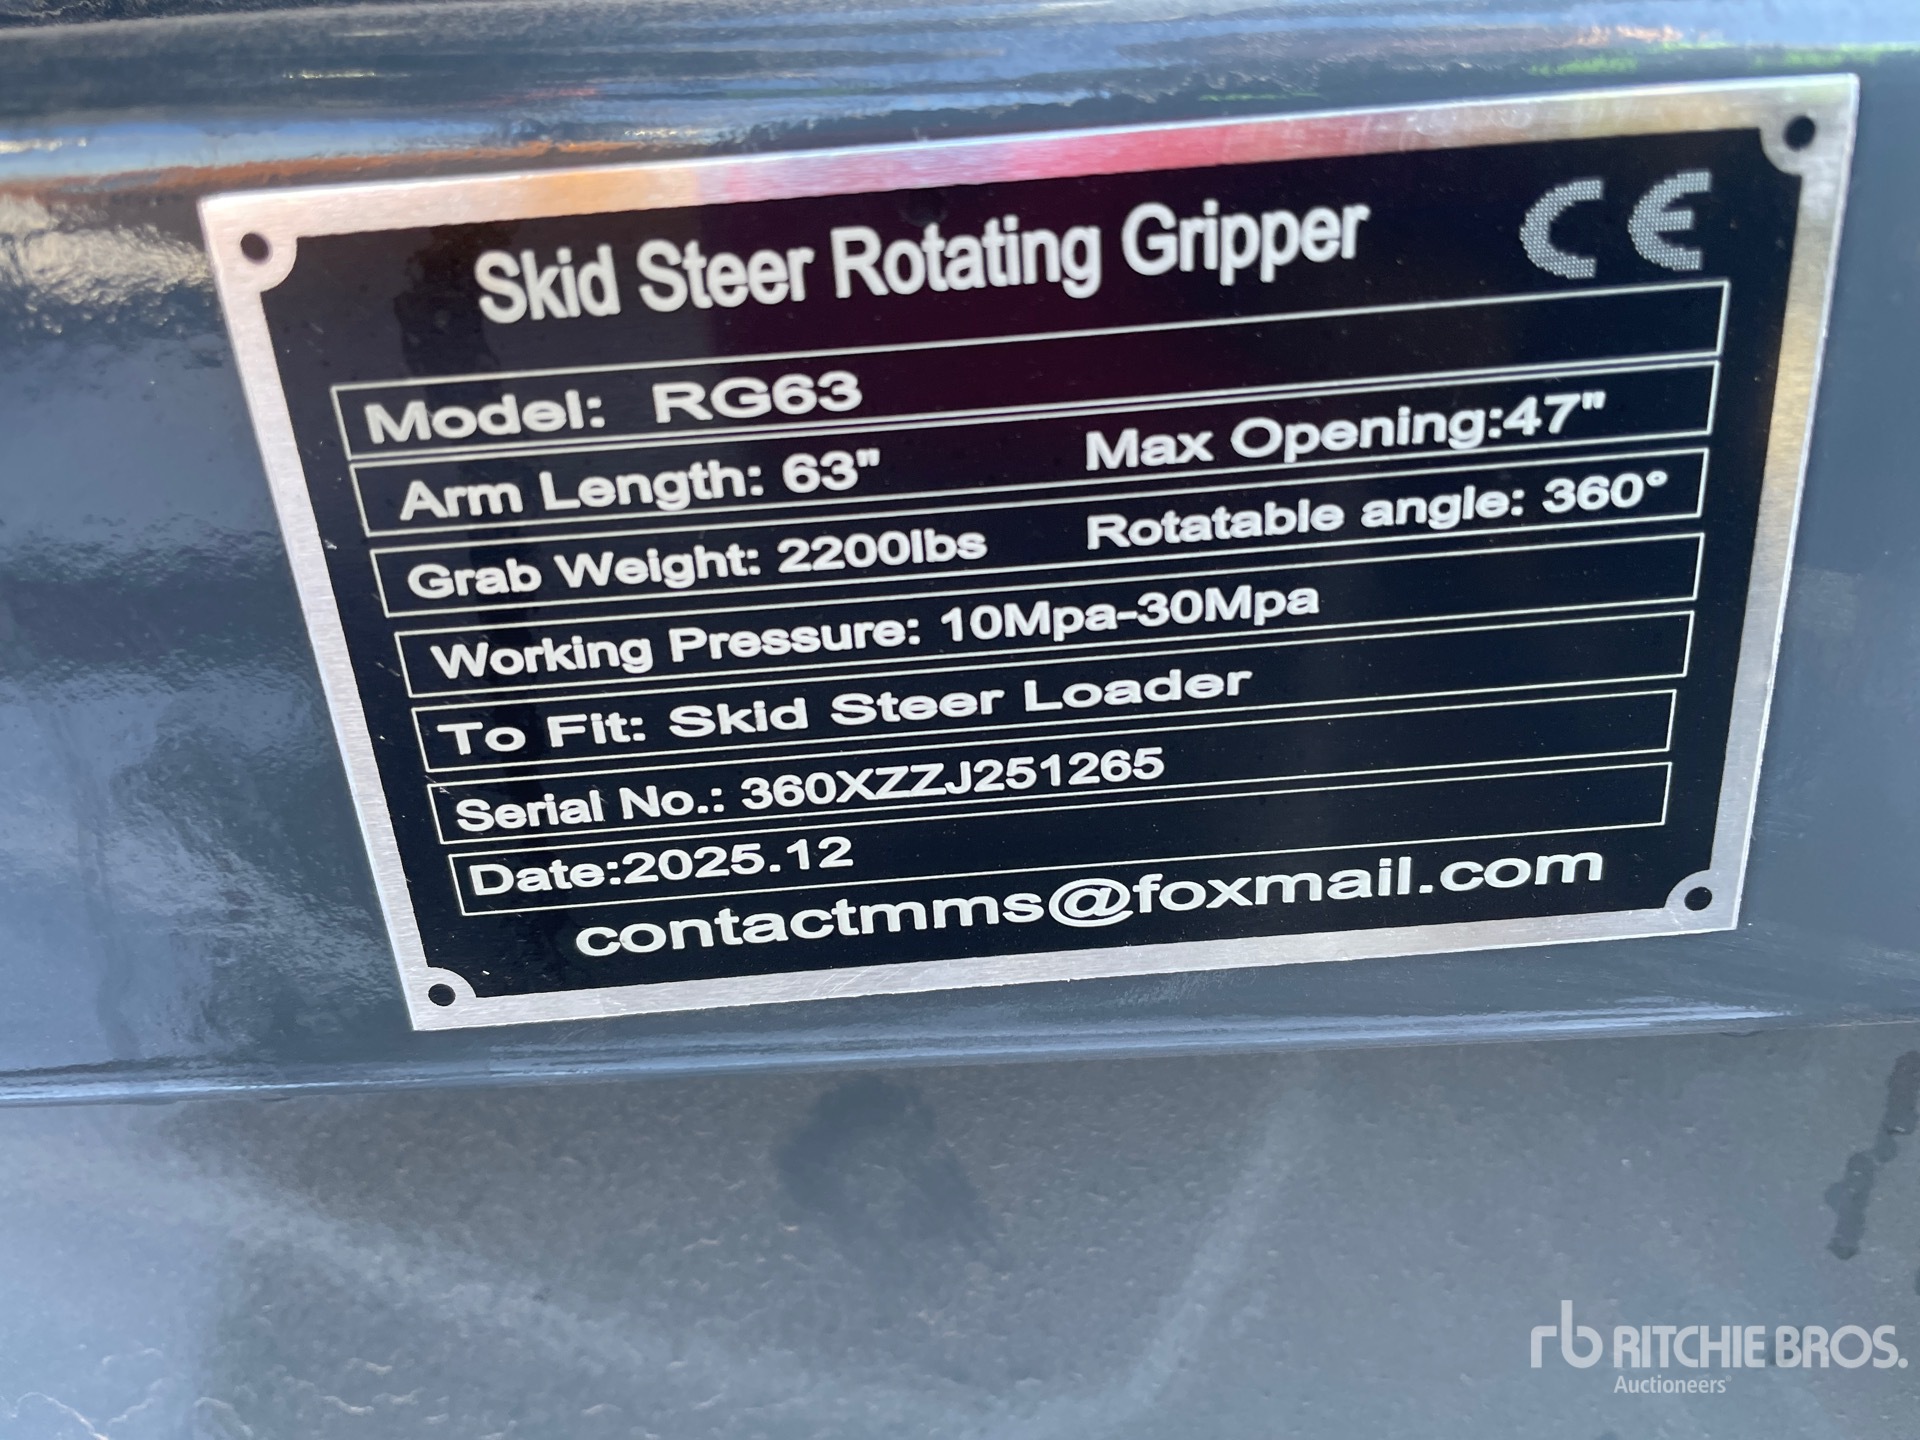 Skid Steer Rotating Gripper CE
Model: RG63
Arm Length: 63" Max Opening:47"
Grab Weight: 2200lbs Rotatable angle: 360°
Working Pressure: 10Mpa-30Mpa
To Fit: Skid Steer Loader
Serial No.: 360XZZJ251265
Date:2025.12
contactmms@foxmail.com
rb RITCHIE BROS.
Auctioneers